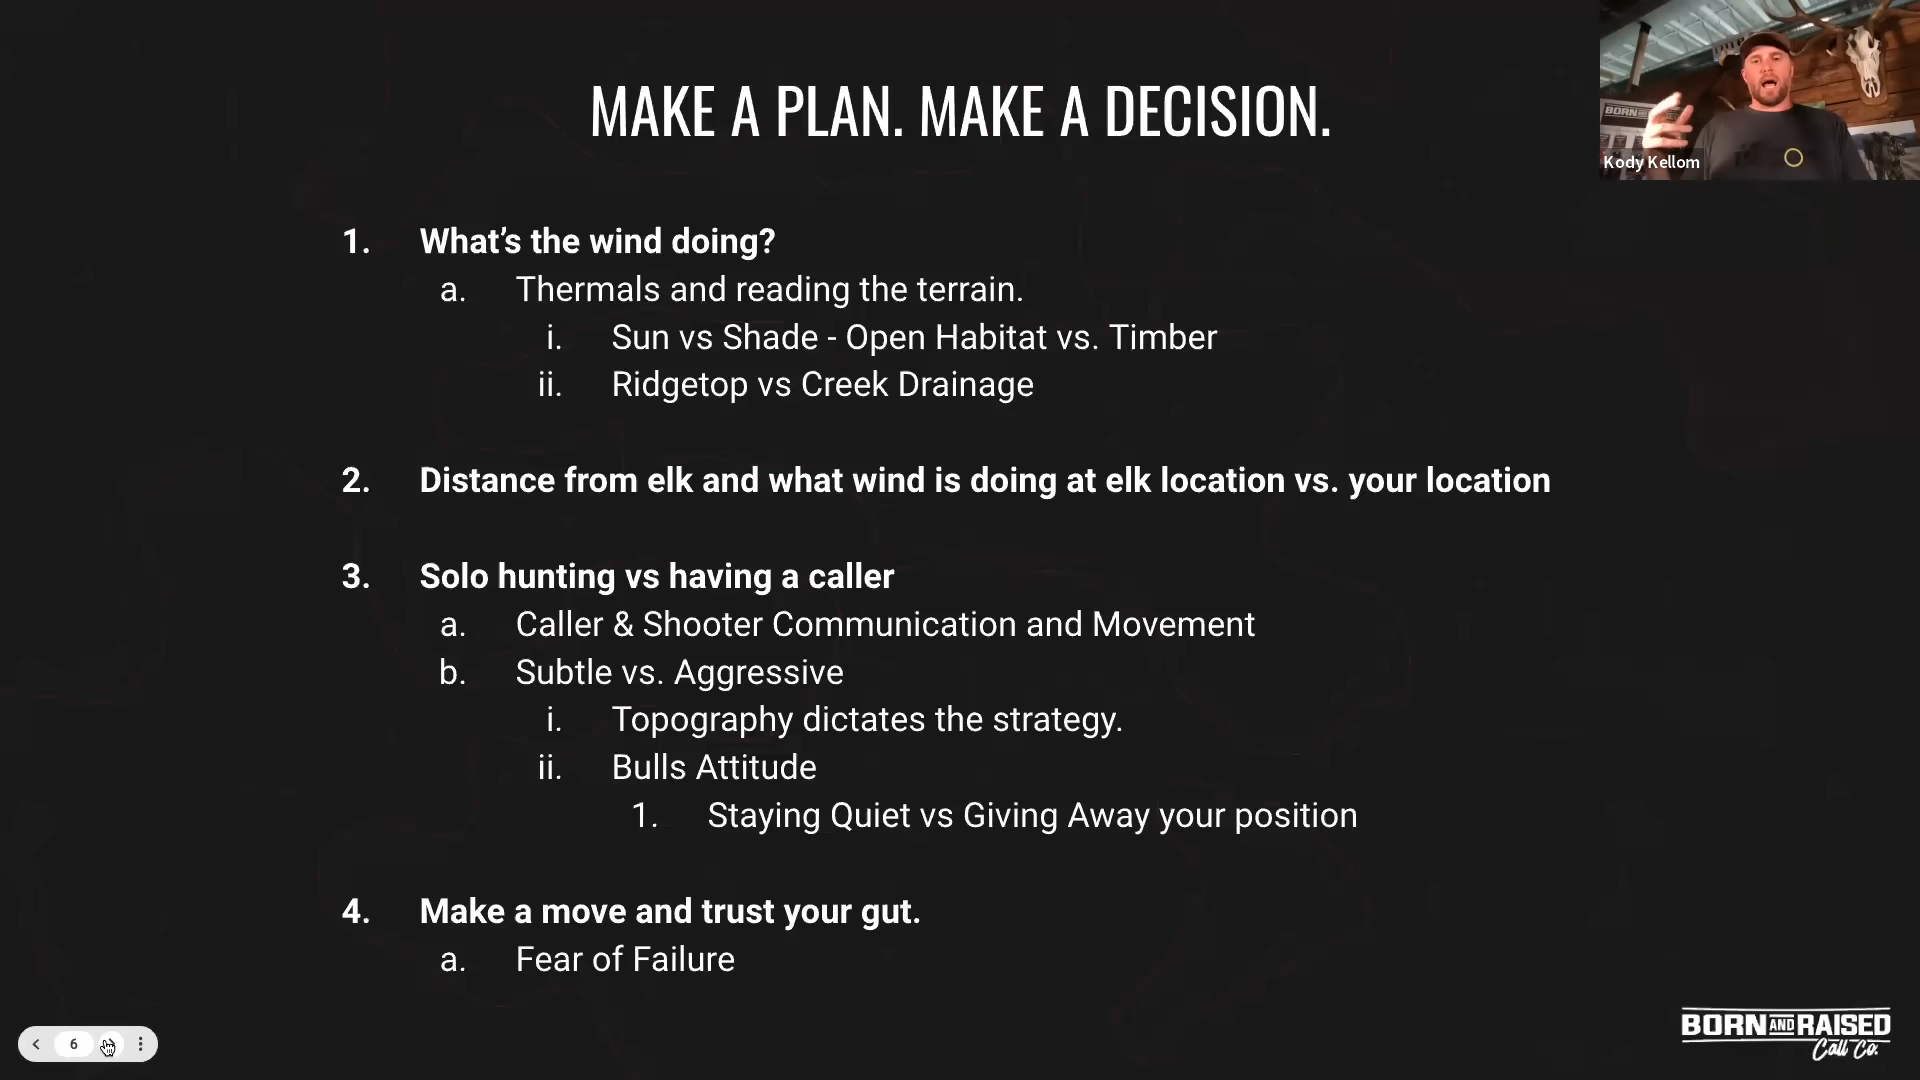 MAKE A PLAN. MAKE A DECISION.
BORN
Kody Kellom
1. What’s the wind doing?
a. Thermals and reading the terrain.
i. Sun vs Shade - Open Habitat vs. Timber
ii. Ridgetop vs Creek Drainage
2. Distance from elk and what wind is doing at elk location vs. your location
3. Solo hunting vs having a caller
a. Caller & Shooter Communication and Movement
b. Subtle vs. Aggressive
i. Topography dictates the strategy.
ii. Bulls Attitude
1. Staying Quiet vs Giving Away your position
4. Make a move and trust your gut.
a. Fear of Failure
6
BORN AND RAISED
Call Co.